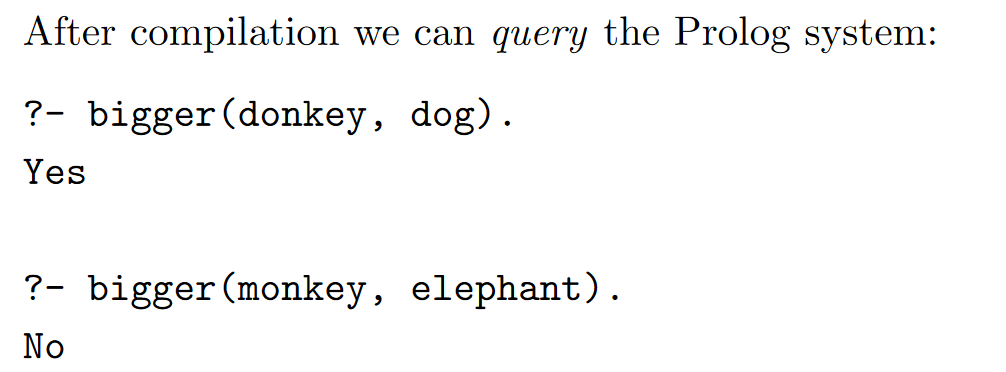 After compilation we can query the Prolog system:
?- bigger(donkey, dog).
Yes
?- bigger(monkey, elephant).
No